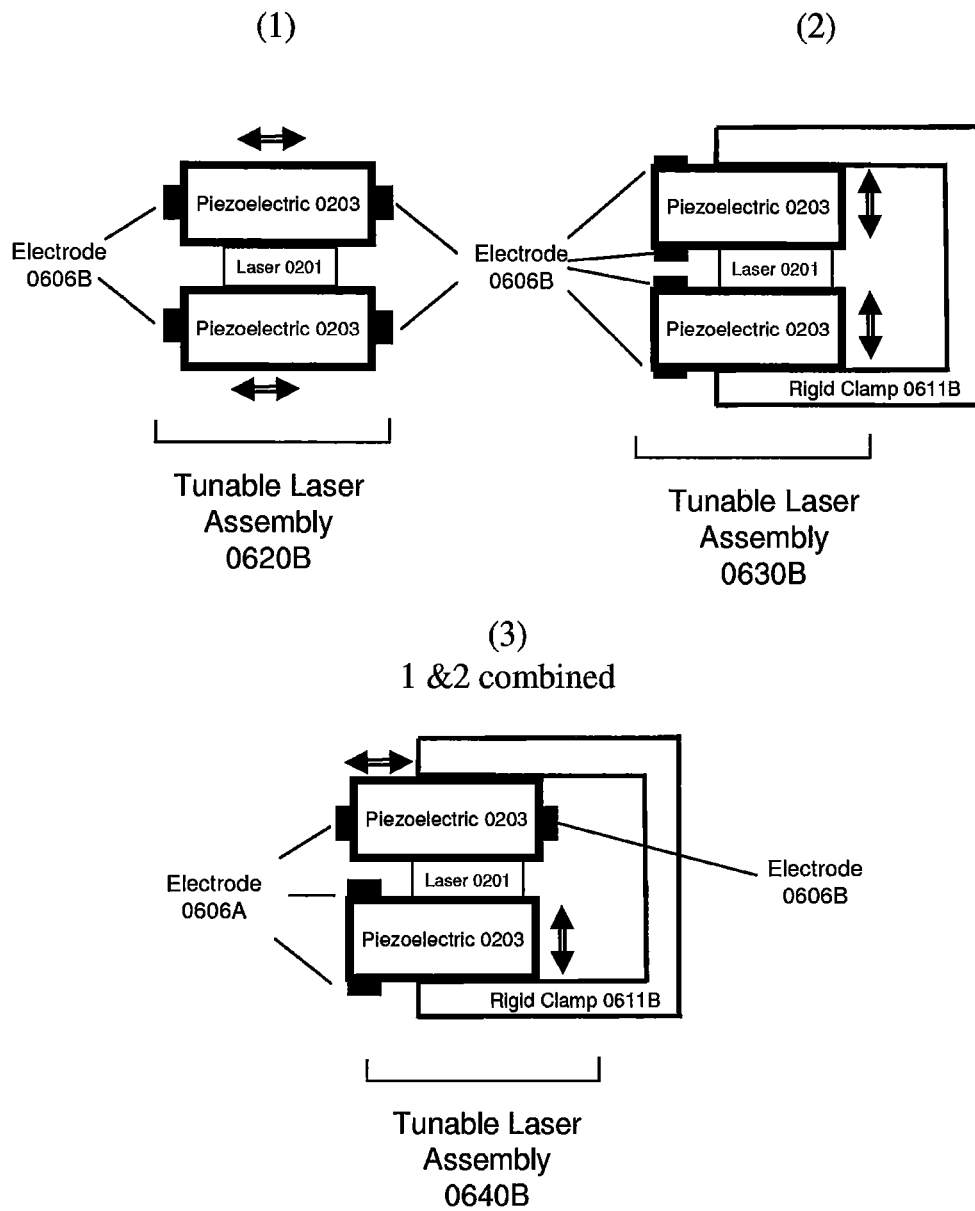 (1)
Piezoelectric 0203
Electrode
0606B
Laser 0201
Piezoelectric 0203
Tunable Laser
Assembly
0620B
(2)
Piezoelectric 0203
Electrode
0606B
Laser 0201
Piezoelectric 0203
Rigid Clamp 0611B
Tunable Laser
Assembly
0630B
(3)
1 &2 combined
Piezoelectric 0203
Electrode
0606A
Laser 0201
Electrode
0606B
Piezoelectric 0203
Rigid Clamp 0611B
Tunable Laser
Assembly
0640B